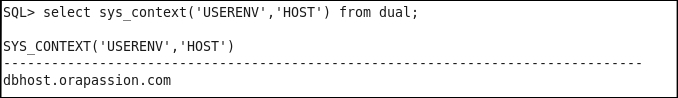 SQL> select sys_context('USERENV','HOST') from dual;
SYS_CONTEXT('USERENV','HOST')
--------------------------------------------------------------------------------
dbhost.orapassion.com